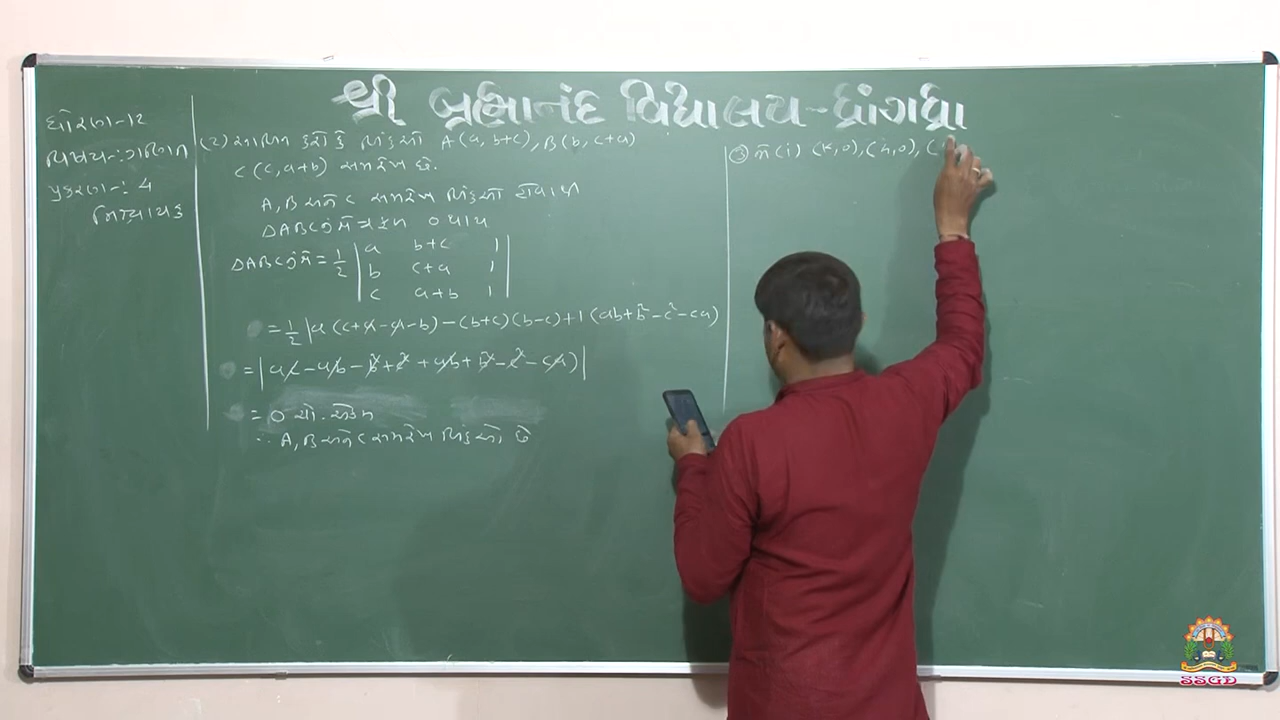 શ્રી બ્રહ્માનંદ વિદ્યાલય-ધ્રાંગધ્રા
ધોરણ-12
વિષય-:ગણિત
પ્રકરણ-: 4
નિશ્ચાયક
(2) સાબિત કરો કે બિંદુઓ A(a, b+c), B(b, c+a)
C(c, a+b) સમરેખ છે.
A, B અને C સમરેખ બિંદુઓ હોવાથી
ΔABC નું ક્ષેત્રફળ 0 થાય
ΔABC નું ક્ષે = 1/2 | a b+c 1 |
| b c+a 1 |
| c a+b 1 |
= 1/2 |a (c+a-a-b) - (b+c)(b-c)+1 (ab+b²-c²-ca)
= |ac - ab - b²+c² + ab + b² - c² - ca)|
= 0 ચો. એકમ
∴ A, B અને C સમરેખ બિંદુઓ છે
(3) (i) (k,0), (4,0), (
SSGD